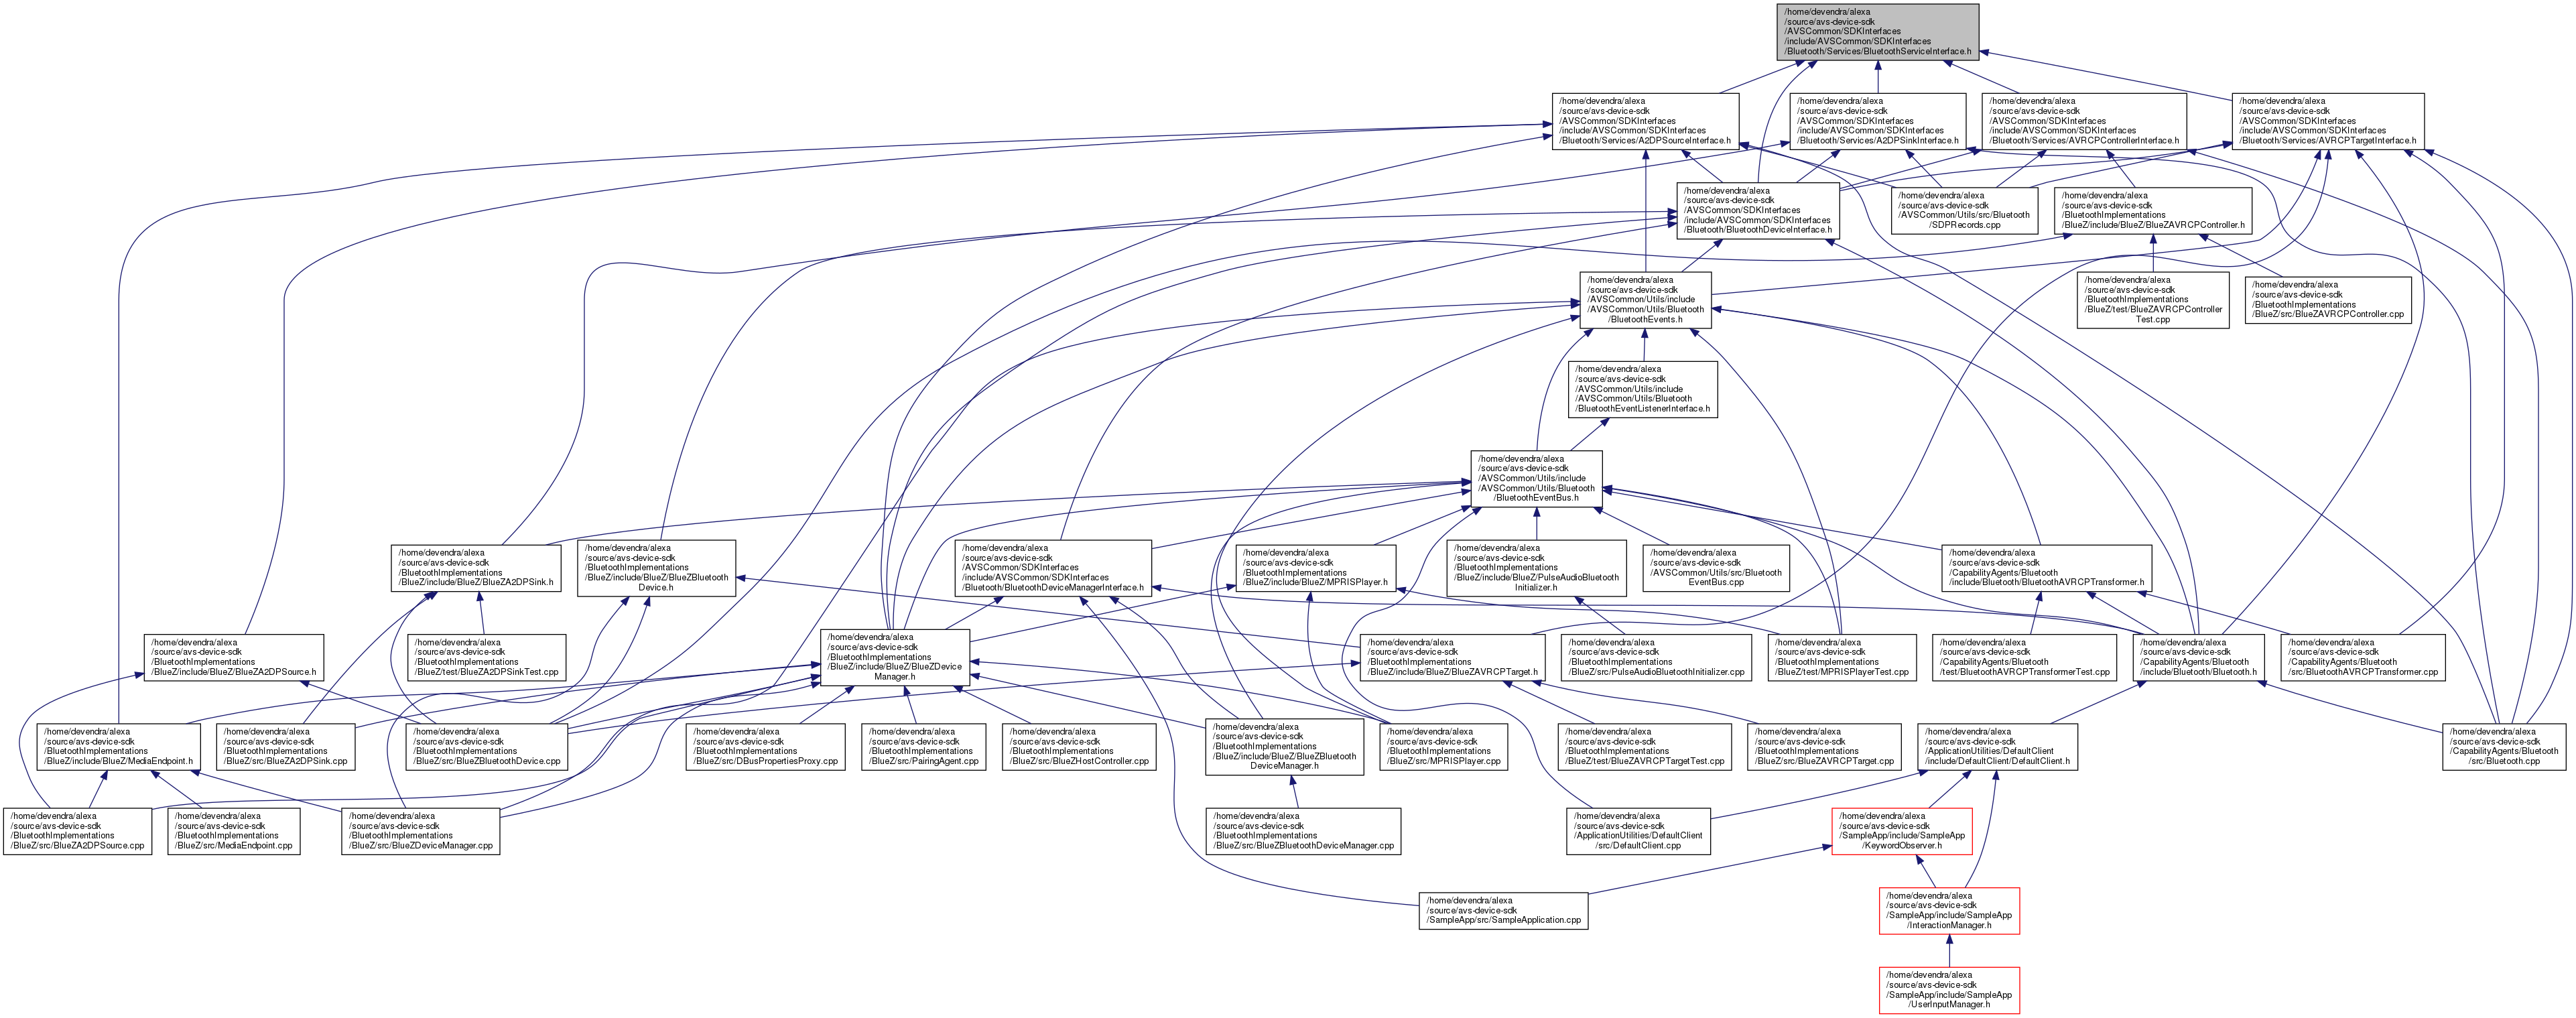 /home/devendra/alexa
/source/avs-device-sdk
/AVSCommon/SDKInterfaces
/include/AVSCommon/SDKInterfaces
/Bluetooth/Services/BluetoothServiceInterface.h
/home/devendra/alexa
/source/avs-device-sdk
/AVSCommon/SDKInterfaces
/include/AVSCommon/SDKInterfaces
/Bluetooth/Services/A2DPSourceInterface.h
/home/devendra/alexa
/source/avs-device-sdk
/AVSCommon/SDKInterfaces
/include/AVSCommon/SDKInterfaces
/Bluetooth/Services/A2DPSinkInterface.h
/home/devendra/alexa
/source/avs-device-sdk
/AVSCommon/SDKInterfaces
/include/AVSCommon/SDKInterfaces
/Bluetooth/Services/AVRCPControllerInterface.h
/home/devendra/alexa
/source/avs-device-sdk
/AVSCommon/SDKInterfaces
/include/AVSCommon/SDKInterfaces
/Bluetooth/Services/AVRCPTargetInterface.h
/home/devendra/alexa
/source/avs-device-sdk
/AVSCommon/SDKInterfaces
/include/AVSCommon/SDKInterfaces
/Bluetooth/BluetoothDeviceInterface.h
/home/devendra/alexa
/source/avs-device-sdk
/AVSCommon/Utils/src/Bluetooth
/SDPRecords.cpp
/home/devendra/alexa
/source/avs-device-sdk
/BluetoothImplementations
/BlueZ/include/BlueZ/BlueZAVRCPController.h
/home/devendra/alexa
/source/avs-device-sdk
/AVSCommon/Utils/include
/AVSCommon/Utils/Bluetooth
/BluetoothEvents.h
/home/devendra/alexa
/source/avs-device-sdk
/BluetoothImplementations
/BlueZ/test/BlueZAVRCPController
Test.cpp
/home/devendra/alexa
/source/avs-device-sdk
/BluetoothImplementations
/BlueZ/src/BlueZAVRCPController.cpp
/home/devendra/alexa
/source/avs-device-sdk
/AVSCommon/Utils/include
/AVSCommon/Utils/Bluetooth
/BluetoothEventListenerInterface.h
/home/devendra/alexa
/source/avs-device-sdk
/AVSCommon/Utils/include
/AVSCommon/Utils/Bluetooth
/BluetoothEventBus.h
/home/devendra/alexa
/source/avs-device-sdk
/BluetoothImplementations
/BlueZ/include/BlueZ/BlueZA2DPSink.h
/home/devendra/alexa
/source/avs-device-sdk
/BluetoothImplementations
/BlueZ/include/BlueZ/BlueZBluetooth
Device.h
/home/devendra/alexa
/source/avs-device-sdk
/AVSCommon/SDKInterfaces
/include/AVSCommon/SDKInterfaces
/Bluetooth/BluetoothDeviceManagerInterface.h
/home/devendra/alexa
/source/avs-device-sdk
/BluetoothImplementations
/BlueZ/include/BlueZ/MPRISPlayer.h
/home/devendra/alexa
/source/avs-device-sdk
/BluetoothImplementations
/BlueZ/include/BlueZ/PulseAudioBluetooth
Initializer.h
/home/devendra/alexa
/source/avs-device-sdk
/AVSCommon/Utils/src/Bluetooth
EventBus.cpp
/home/devendra/alexa
/source/avs-device-sdk
/CapabilityAgents/Bluetooth
/include/Bluetooth/BluetoothAVRCPTransformer.h
/home/devendra/alexa
/source/avs-device-sdk
/BluetoothImplementations
/BlueZ/include/BlueZ/BlueZA2DPSource.h
/home/devendra/alexa
/source/avs-device-sdk
/BluetoothImplementations
/BlueZ/test/BlueZA2DPSinkTest.cpp
/home/devendra/alexa
/source/avs-device-sdk
/BluetoothImplementations
/BlueZ/include/BlueZ/BlueZDevice
Manager.h
/home/devendra/alexa
/source/avs-device-sdk
/BluetoothImplementations
/BlueZ/include/BlueZ/BlueZAVRCPTarget.h
/home/devendra/alexa
/source/avs-device-sdk
/BluetoothImplementations
/BlueZ/src/PulseAudioBluetoothInitializer.cpp
/home/devendra/alexa
/source/avs-device-sdk
/BluetoothImplementations
/BlueZ/test/MPRISPlayerTest.cpp
/home/devendra/alexa
/source/avs-device-sdk
/CapabilityAgents/Bluetooth
/test/BluetoothAVRCPTransformerTest.cpp
/home/devendra/alexa
/source/avs-device-sdk
/CapabilityAgents/Bluetooth
/include/Bluetooth/Bluetooth.h
/home/devendra/alexa
/source/avs-device-sdk
/CapabilityAgents/Bluetooth
/src/BluetoothAVRCPTransformer.cpp
/home/devendra/alexa
/source/avs-device-sdk
/BluetoothImplementations
/BlueZ/include/BlueZ/MediaEndpoint.h
/home/devendra/alexa
/source/avs-device-sdk
/BluetoothImplementations
/BlueZ/src/BlueZA2DPSink.cpp
/home/devendra/alexa
/source/avs-device-sdk
/BluetoothImplementations
/BlueZ/src/BlueZBluetoothDevice.cpp
/home/devendra/alexa
/source/avs-device-sdk
/BluetoothImplementations
/BlueZ/src/DBusPropertiesProxy.cpp
/home/devendra/alexa
/source/avs-device-sdk
/BluetoothImplementations
/BlueZ/src/PairingAgent.cpp
/home/devendra/alexa
/source/avs-device-sdk
/BluetoothImplementations
/BlueZ/src/BlueZHostController.cpp
/home/devendra/alexa
/source/avs-device-sdk
/BluetoothImplementations
/BlueZ/include/BlueZ/BlueZBluetooth
DeviceManager.h
/home/devendra/alexa
/source/avs-device-sdk
/BluetoothImplementations
/BlueZ/src/MPRISPlayer.cpp
/home/devendra/alexa
/source/avs-device-sdk
/BluetoothImplementations
/BlueZ/test/BlueZAVRCPTargetTest.cpp
/home/devendra/alexa
/source/avs-device-sdk
/BluetoothImplementations
/BlueZ/src/BlueZAVRCPTarget.cpp
/home/devendra/alexa
/source/avs-device-sdk
/ApplicationUtilities/DefaultClient
/include/DefaultClient/DefaultClient.h
/home/devendra/alexa
/source/avs-device-sdk
/CapabilityAgents/Bluetooth
/src/Bluetooth.cpp
/home/devendra/alexa
/source/avs-device-sdk
/BluetoothImplementations
/BlueZ/src/BlueZA2DPSource.cpp
/home/devendra/alexa
/source/avs-device-sdk
/BluetoothImplementations
/BlueZ/src/MediaEndpoint.cpp
/home/devendra/alexa
/source/avs-device-sdk
/BluetoothImplementations
/BlueZ/src/BlueZDeviceManager.cpp
/home/devendra/alexa
/source/avs-device-sdk
/BluetoothImplementations
/BlueZ/src/BlueZBluetoothDeviceManager.cpp
/home/devendra/alexa
/source/avs-device-sdk
/ApplicationUtilities/DefaultClient
/src/DefaultClient.cpp
/home/devendra/alexa
/source/avs-device-sdk
/SampleApp/include/SampleApp
/KeywordObserver.h
/home/devendra/alexa
/source/avs-device-sdk
/SampleApp/src/SampleApplication.cpp
/home/devendra/alexa
/source/avs-device-sdk
/SampleApp/include/SampleApp
/InteractionManager.h
/home/devendra/alexa
/source/avs-device-sdk
/SampleApp/include/SampleApp
/UserInputManager.h